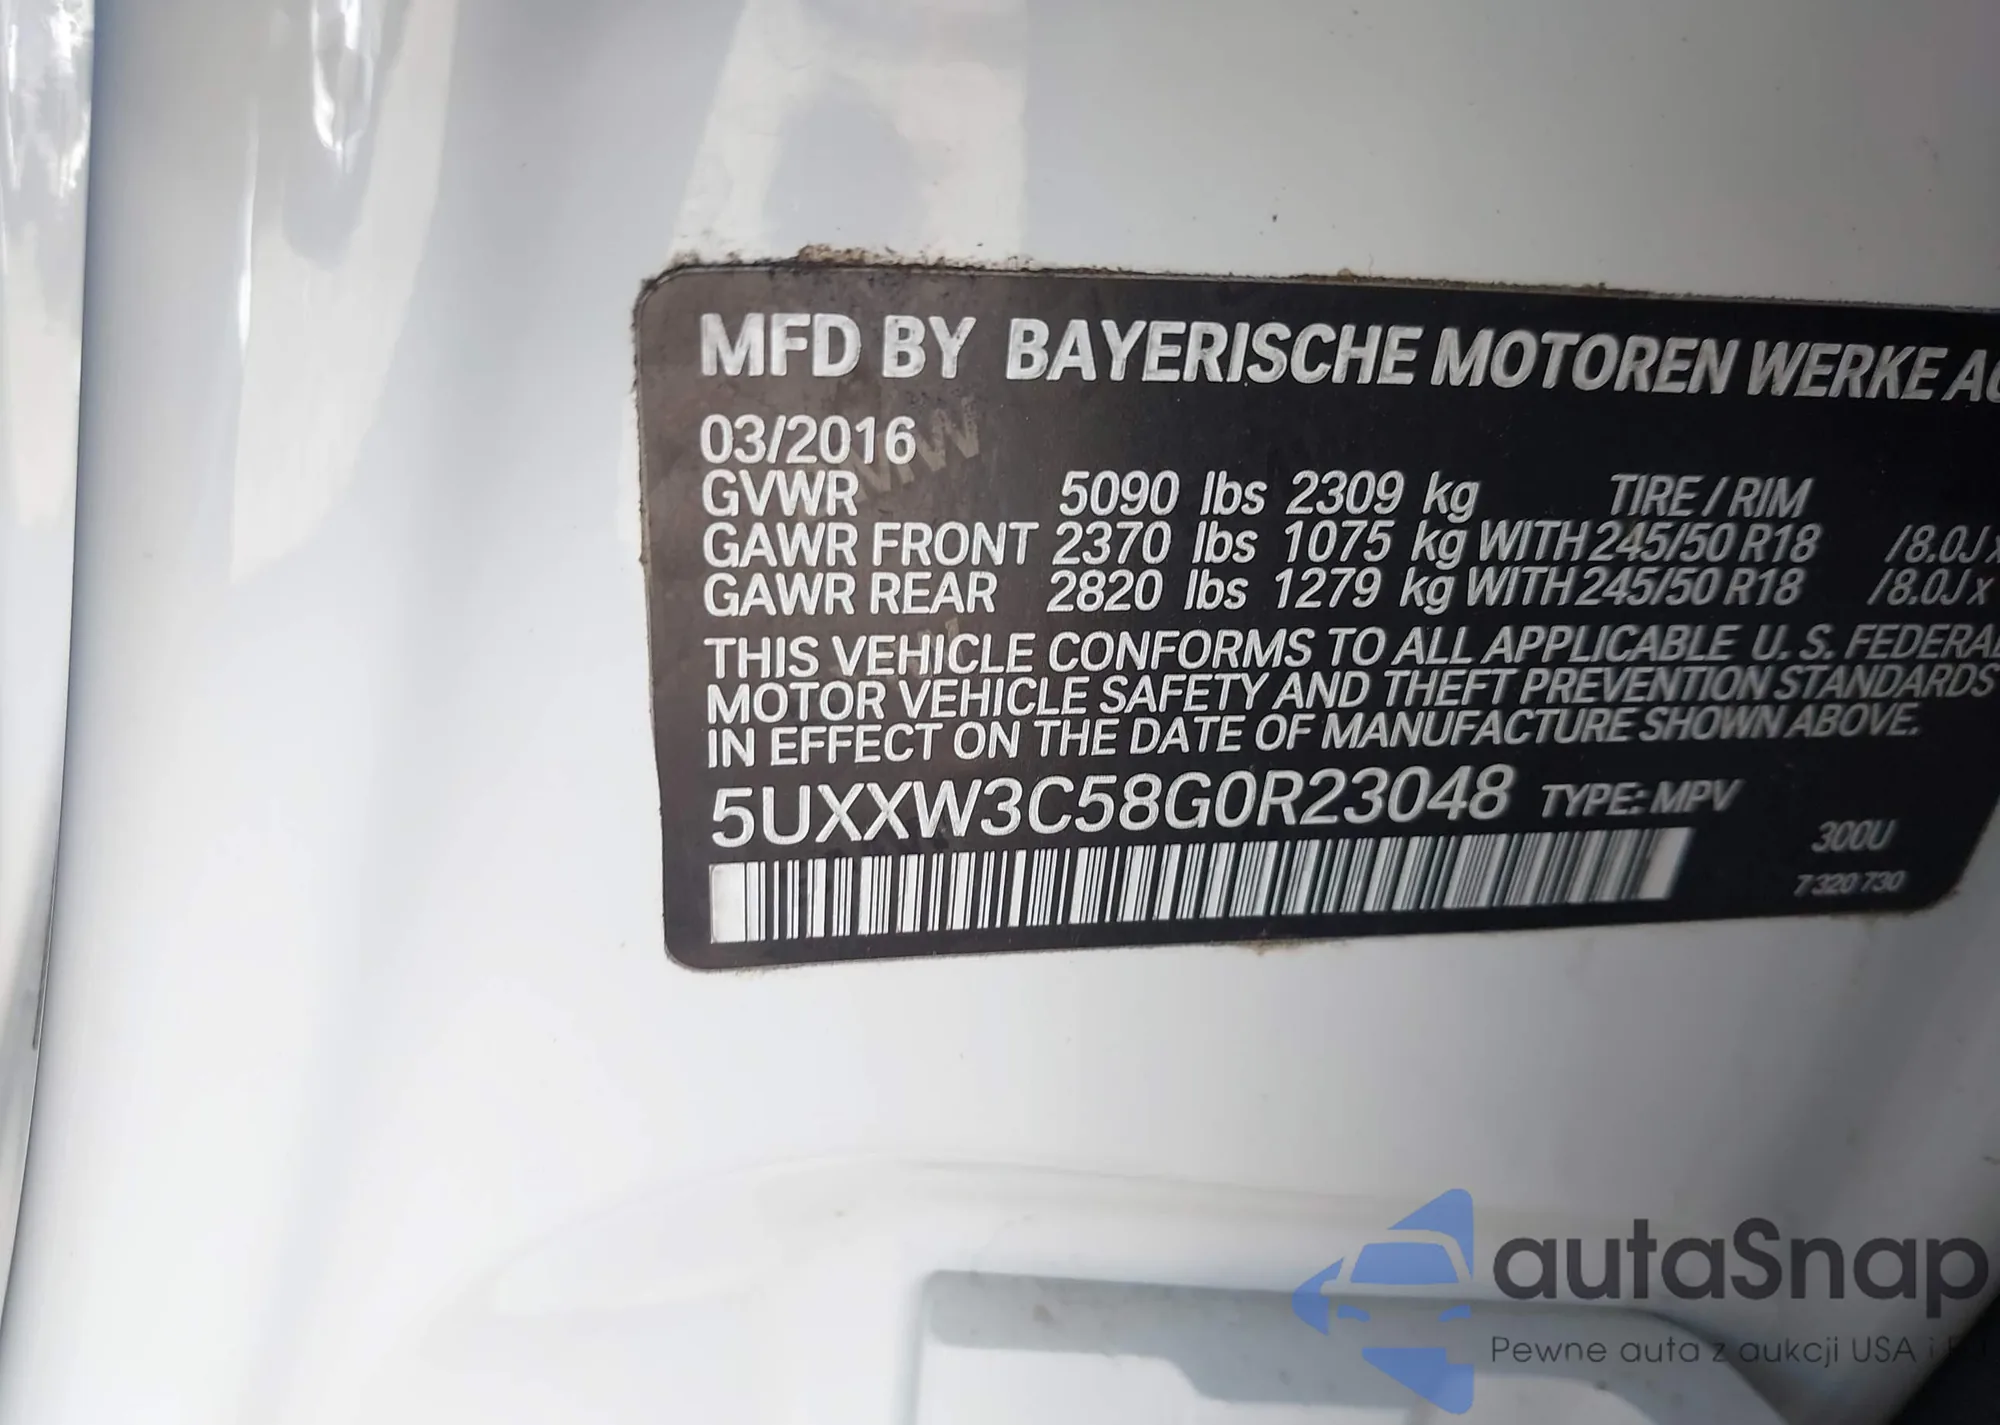 MFD BY BAYERISCHE MOTOREN WERKE AG
03/2016
GVWR 5090 lbs 2309 kg TIRE / RIM
GAWR FRONT 2370 lbs 1075 kg WITH 245/50 R18 /8.0J x
GAWR REAR 2820 lbs 1279 kg WITH 245/50 R18 /8.0J x
THIS VEHICLE CONFORMS TO ALL APPLICABLE U. S. FEDERAL
MOTOR VEHICLE SAFETY AND THEFT PREVENTION STANDARDS
IN EFFECT ON THE DATE OF MANUFACTURE SHOWN ABOVE.
5UXXW3C58G0R23048 TYPE: MPV
300U
7 320 730
autaSnap
Pewne auta z aukcji USA i